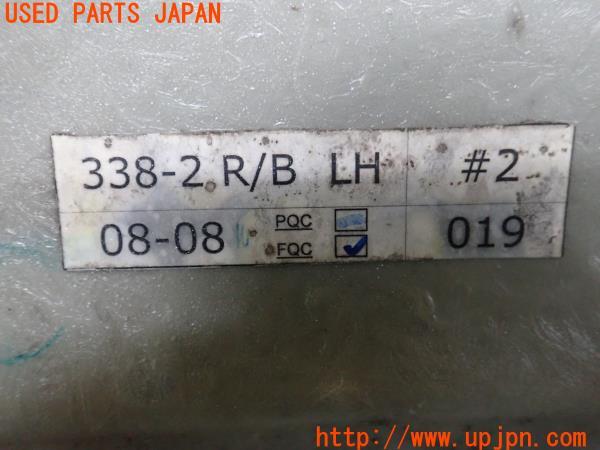 USED PARTS JAPAN
338-2 R/B LH #2
08-08 PQC FQC 019
http://www.upjpn.com